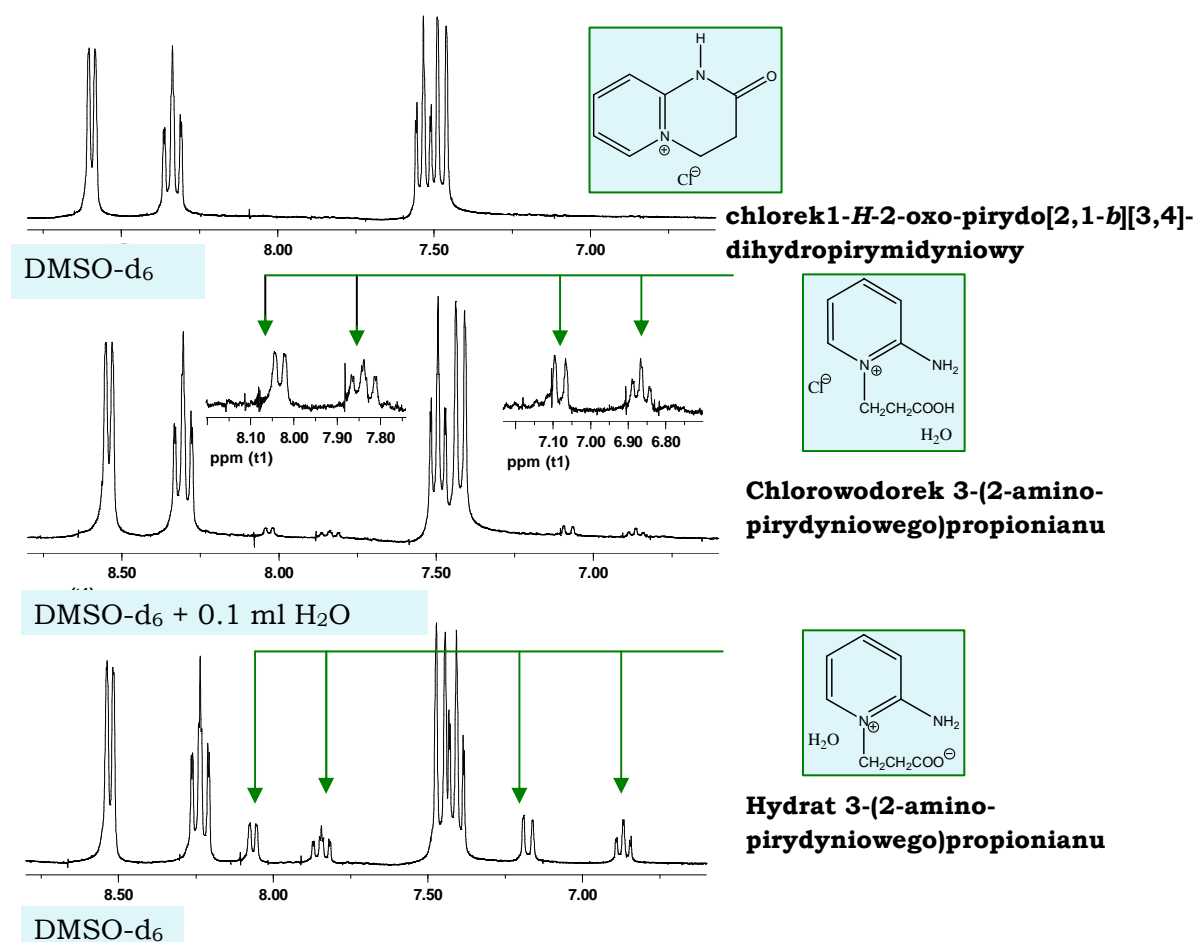 H
N
O
N
⊕
Cl⊖
8.50
8.00
7.50
7.00
chlorek1-H-2-oxo-pirydo[2,1-b][3,4]-
dihydropirymidyniowy
DMSO-d6
8.10 8.00 7.90 7.80
ppm (t1)
7.10 7.00 6.90 6.80
ppm (t1)
N
⊕
NH2
Cl⊖
CH2CH2COOH
H2O
Chlorowodorek 3-(2-amino-
pirydyniowego)propionianu
8.50 8.00 7.50 7.00
DMSO-d6 + 0.1 ml H2O
N
⊕
NH2
H2O
CH2CH2COO⊖
Hydrat 3-(2-amino-
pirydyniowego)propionianu
8.50 8.00 7.50 7.00
DMSO-d6